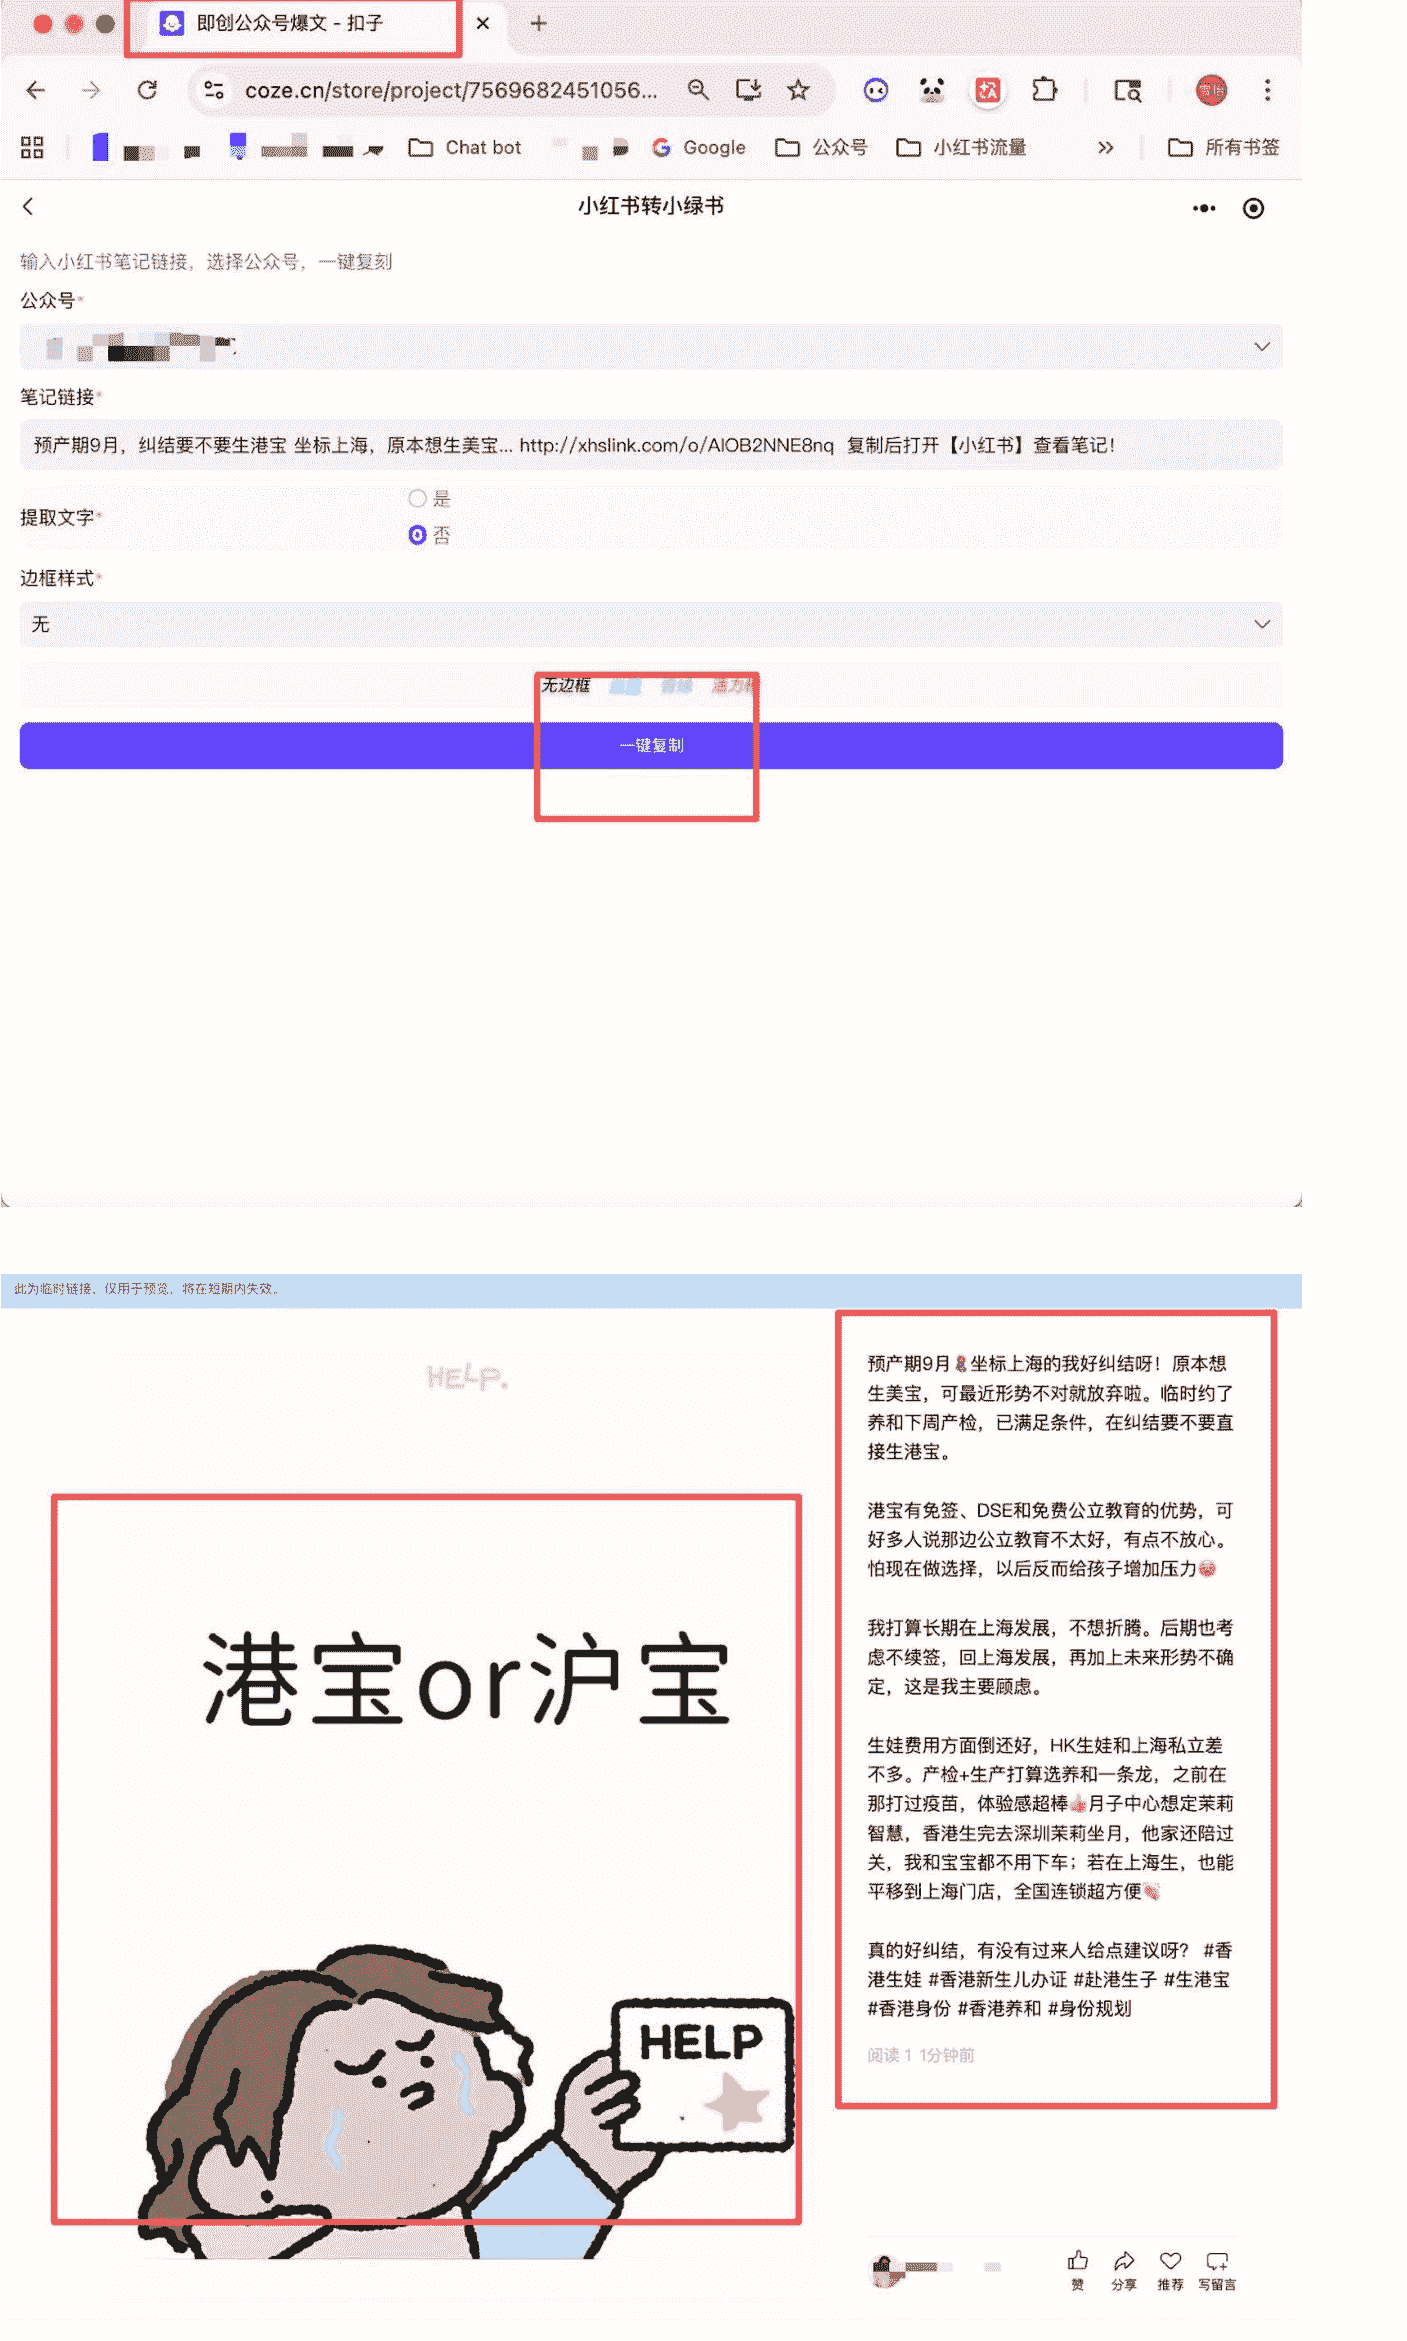 即创公众号爆文 - 扣子
coze.cn/store/project/7569682451056...
Chat bot
Google
公众号
小红书流量
所有书签
小红书转小绿书
输入小红书笔记链接，选择公众号，一键复刻
公众号*
笔记链接*
预产期9月，纠结要不要生港宝 坐标上海，原本想生美宝... http://xhslink.com/o/AlOB2NNE8nq 复制后打开【小红书】查看笔记！
提取文字*
是
否
边框样式*
无
无边框
一键复制
此为临时链接，仅用于预览，将在短期内失效。
HELP.
港宝or沪宝
HELP
预产期9月🤰坐标上海的我好纠结呀！原本想
生美宝，可最近形势不对就放弃啦。临时约了
养和下周产检，已满足条件，在纠结要不要直
接生港宝。
港宝有免签、DSE和免费公立教育的优势，可
好多人说那边公立教育不太好，有点不放心。
怕现在做选择，以后反而给孩子增加压力
我打算长期在上海发展，不想折腾。后期也考
虑不续签，回上海发展，再加上未来形势不确
定，这是我主要顾虑。
生娃费用方面倒还好，HK生娃和上海私立差
不多。产检+生产打算选养和一条龙，之前在
那打过疫苗，体验感超棒👍月子中心想定茉莉
智慧，香港生完去深圳茉莉坐月，他家还陪过
关，我和宝宝都不用下车；若在上海生，也能
平移到上海门店，全国连锁超方便
真的好纠结，有没有过来人给点建议呀？ #香
港生娃 #香港新生儿办证 #赴港生子 #生港宝
#香港身份 #香港养和 #身份规划
阅读 1 1分钟前
赞
分享
推荐
写留言